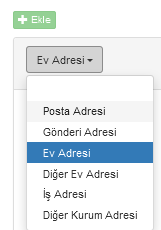 Ekle
Ev Adresi
Posta Adresi
Gönderi Adresi
Ev Adresi
Diğer Ev Adresi
İş Adresi
Diğer Kurum Adresi